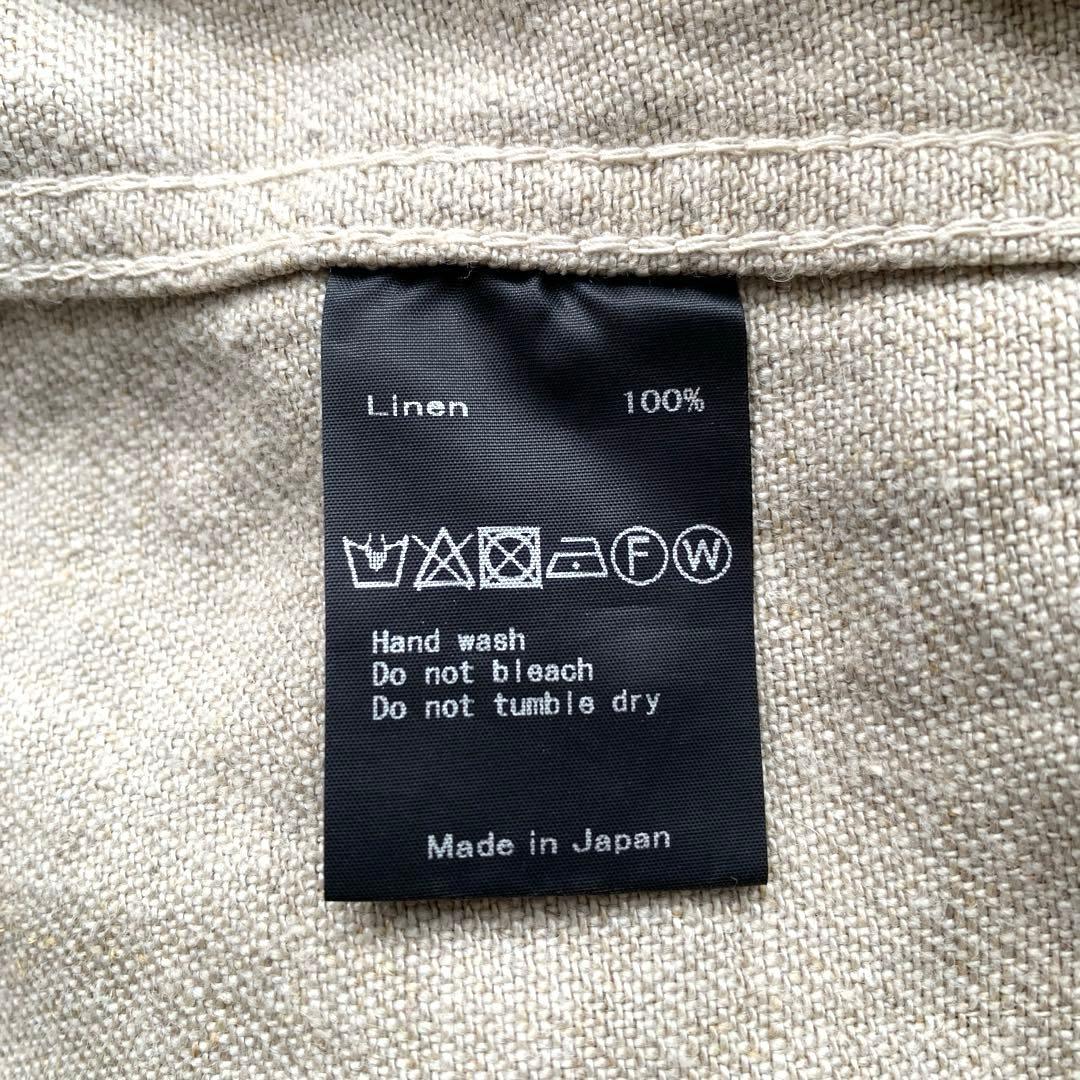 Linen 100%
F W
Hand wash
Do not bleach
Do not tumble dry
Made in Japan